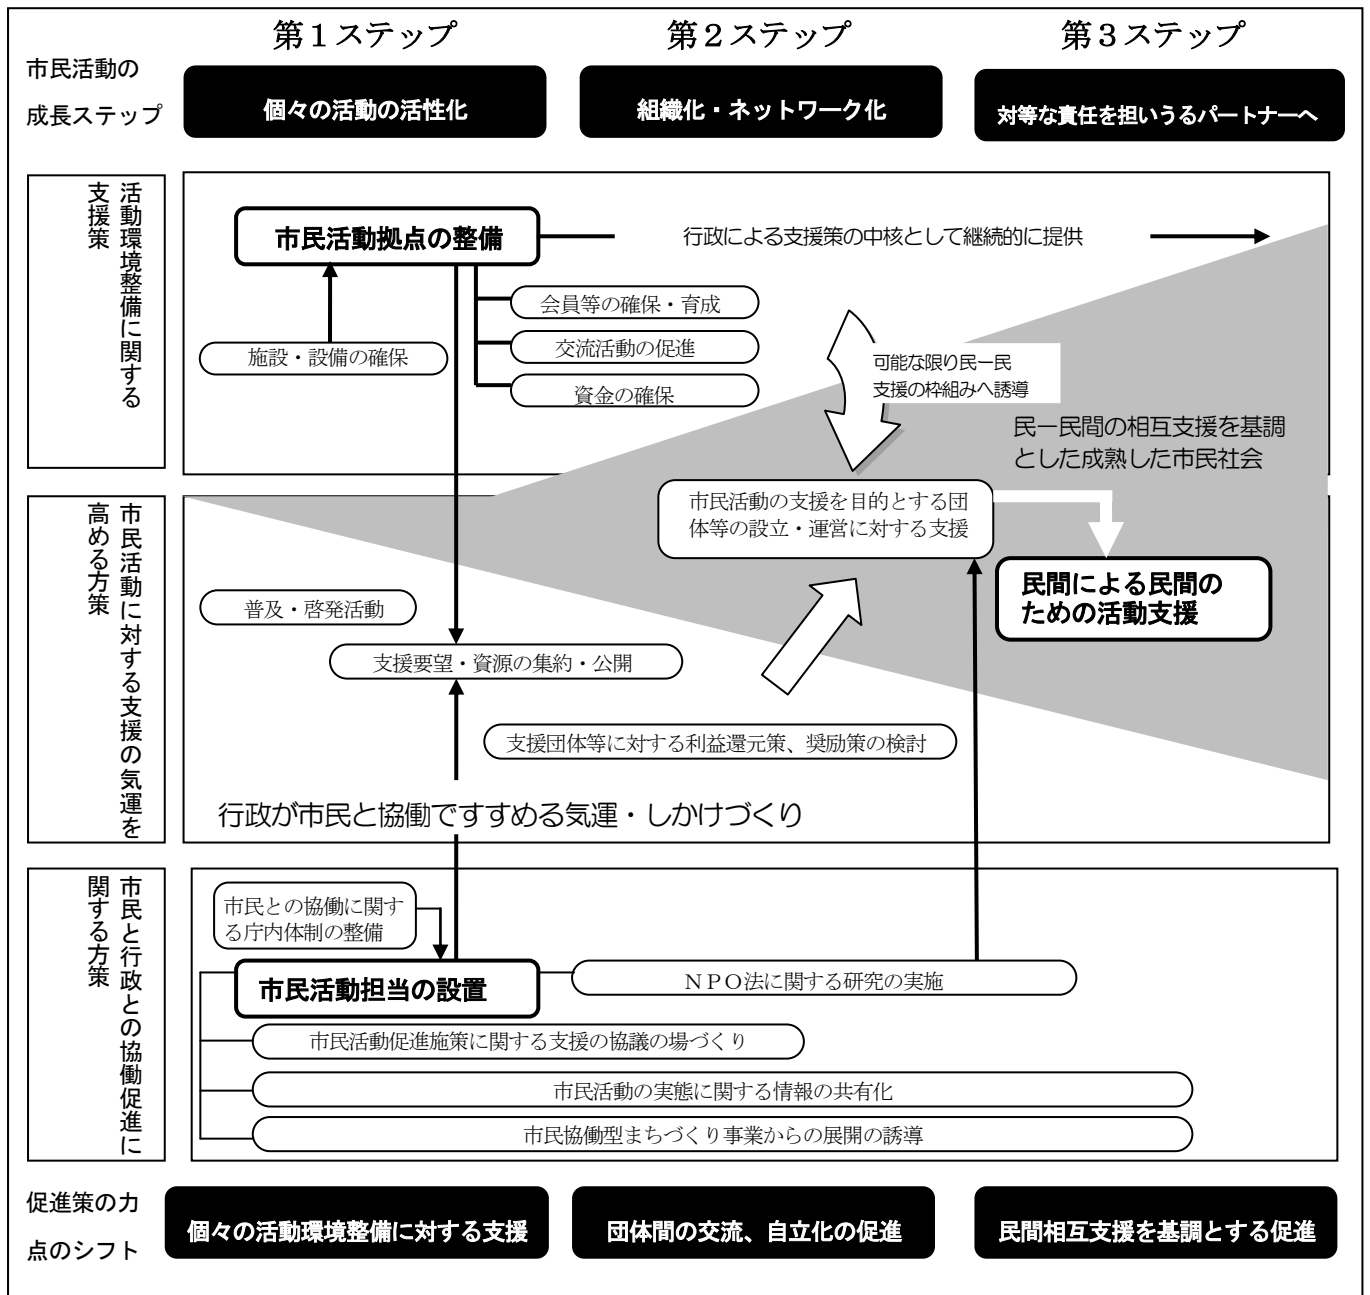 第１ステップ
第２ステップ
第３ステップ
市民活動の
成長ステップ
個々の活動の活性化
組織化・ネットワーク化
対等な責任を担いうるパートナーへ
活動環境整備に関する
支援策
市民活動拠点の整備
行政による支援策の中核として継続的に提供
会員等の確保・育成
施設・設備の確保
交流活動の促進
資金の確保
可能な限り民ー民
支援の枠組みへ誘導
民ー民間の相互支援を基調
とした成熟した市民社会
市民活動に対する支援の気運を
高める方策
市民活動の支援を目的とする団
体等の設立・運営に対する支援
民間による民間の
ための活動支援
普及・啓発活動
支援要望・資源の集約・公開
支援団体等に対する利益還元策、奨励策の検討
行政が市民と協働ですすめる気運・しかけづくり
市民と行政との協働促進に
関する方策
市民との協働に関す
る庁内体制の整備
市民活動担当の設置
ＮＰＯ法に関する研究の実施
市民活動促進施策に関する支援の協議の場づくり
市民活動の実態に関する情報の共有化
市民協働型まちづくり事業からの展開の誘導
促進策の力
点のシフト
個々の活動環境整備に対する支援
団体間の交流、自立化の促進
民間相互支援を基調とする促進